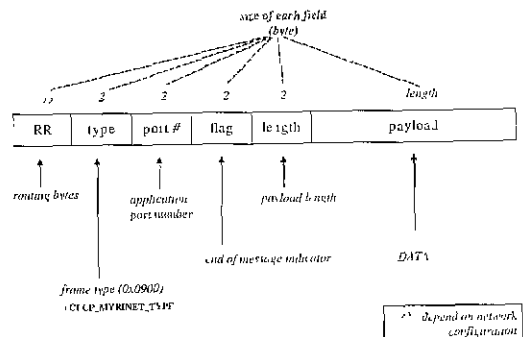 size of each field
(byte)
2 2 2 2 length
RR type port # flag length payload
routing bytes application port number payload length
end of message indicator DATA
frame type (0x0900)
depend on network
configuration